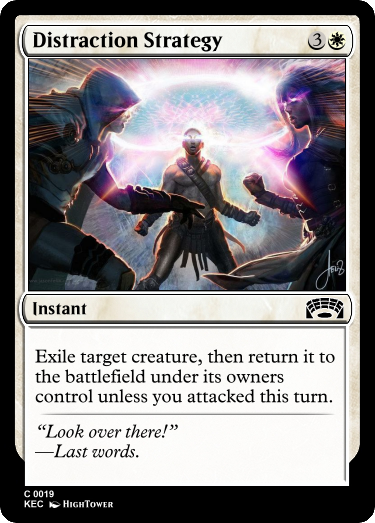 Distraction Strategy 3
Instant
Exile target creature, then return it to
the battlefield under its owners
control unless you attacked this turn.
“Look over there!”
—Last words.
C 0019
KEC HighTower